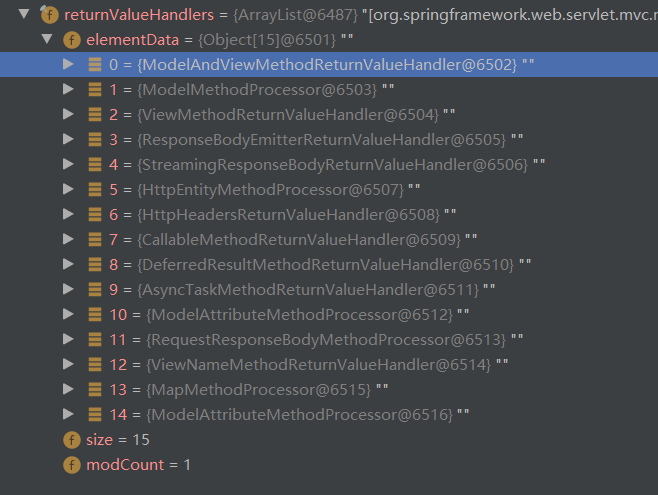 f returnValueHandlers = {ArrayList@6487} "[org.springframework.web.servlet.mvc.m
f elementData = {Object[15]@6501} ""
0 = {ModelAndViewMethodReturnValueHandler@6502} ""
1 = {ModelMethodProcessor@6503} ""
2 = {ViewMethodReturnValueHandler@6504} ""
3 = {ResponseBodyEmitterReturnValueHandler@6505} ""
4 = {StreamingResponseBodyReturnValueHandler@6506} ""
5 = {HttpEntityMethodProcessor@6507} ""
6 = {HttpHeadersReturnValueHandler@6508} ""
7 = {CallableMethodReturnValueHandler@6509} ""
8 = {DeferredResultMethodReturnValueHandler@6510} ""
9 = {AsyncTaskMethodReturnValueHandler@6511} ""
10 = {ModelAttributeMethodProcessor@6512} ""
11 = {RequestResponseBodyMethodProcessor@6513} ""
12 = {ViewNameMethodReturnValueHandler@6514} ""
13 = {MapMethodProcessor@6515} ""
14 = {ModelAttributeMethodProcessor@6516} ""
f size = 15
f modCount = 1